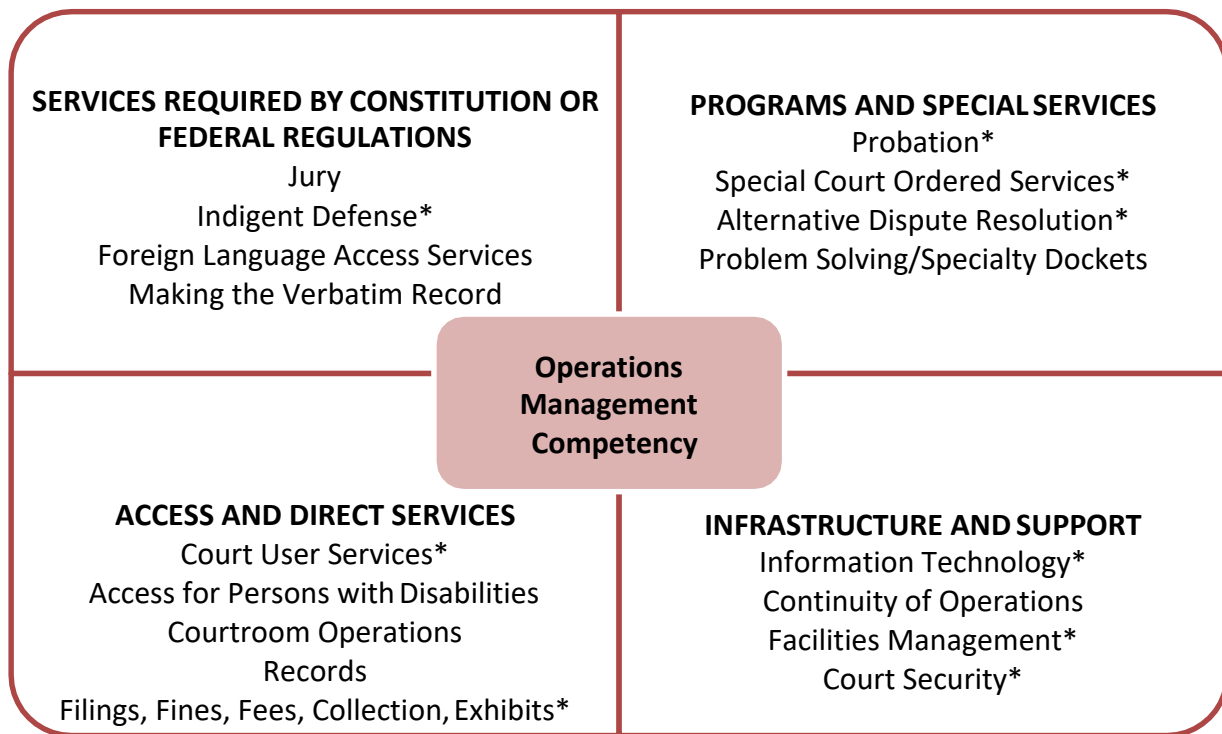 SERVICES REQUIRED BY CONSTITUTION OR
FEDERAL REGULATIONS
Jury
Indigent Defense*
Foreign Language Access Services
Making the Verbatim Record
PROGRAMS AND SPECIAL SERVICES
Probation*
Special Court Ordered Services*
Alternative Dispute Resolution*
Problem Solving/Specialty Dockets
Operations
Management
Competency
ACCESS AND DIRECT SERVICES
Court User Services*
Access for Persons with Disabilities
Courtroom Operations
Records
Filings, Fines, Fees, Collection, Exhibits*
INFRASTRUCTURE AND SUPPORT
Information Technology*
Continuity of Operations
Facilities Management*
Court Security*